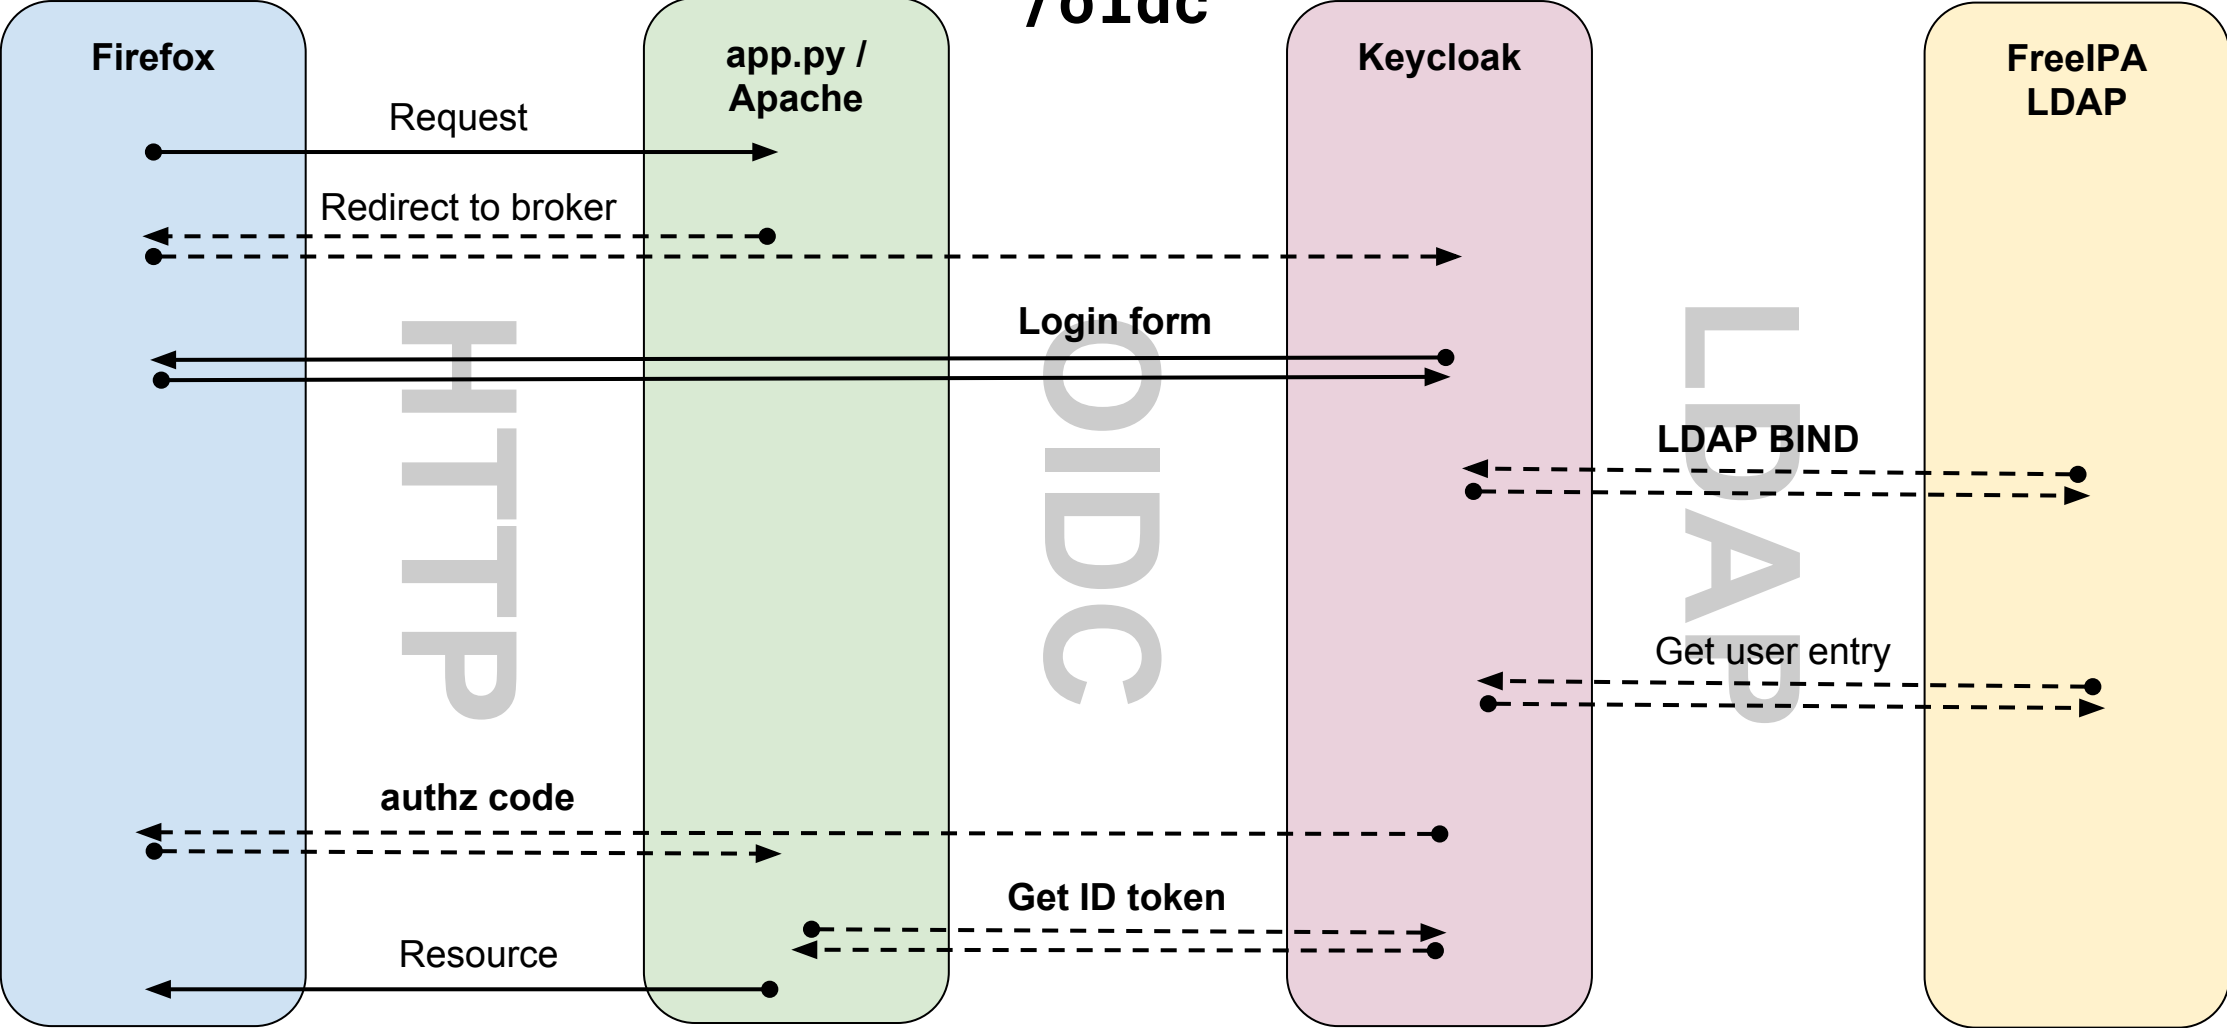 /oidc
Firefox
app.py /
Apache
Keycloak
FreeIPA
LDAP
Request
Redirect to broker
Login form
HTTP
OIDC
LDAP
LDAP BIND
Get user entry
authz code
Get ID token
Resource